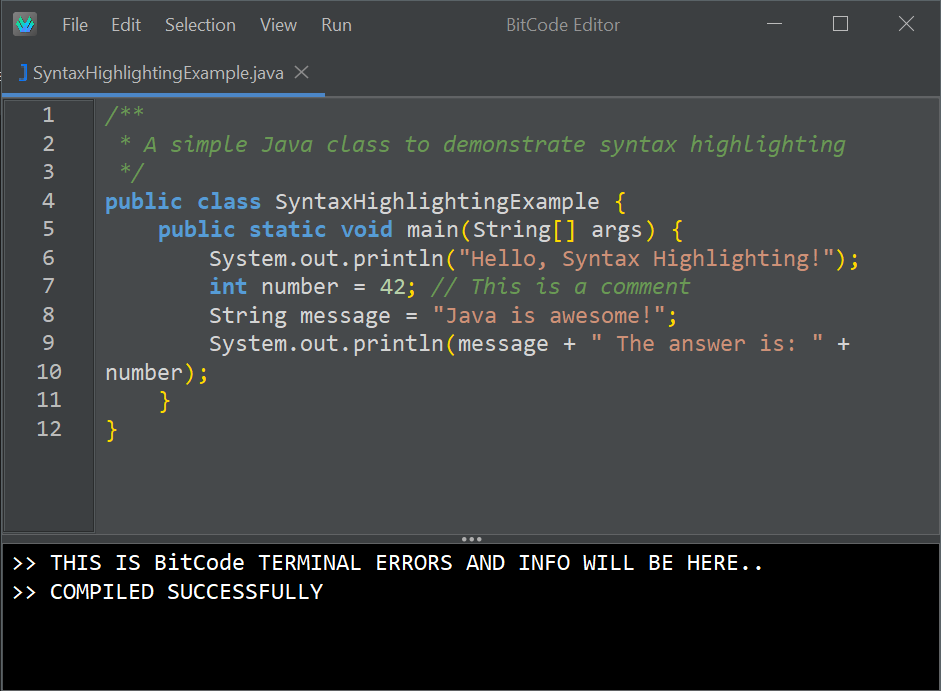 File Edit Selection View Run BitCode Editor
SyntaxHighlightingExample.java
1 /**
2  * A simple Java class to demonstrate syntax highlighting
3  */
4 public class SyntaxHighlightingExample {
5     public static void main(String[] args) {
6         System.out.println("Hello, Syntax Highlighting!");
7         int number = 42; // This is a comment
8         String message = "Java is awesome!";
9         System.out.println(message + " The answer is: " +
10 number);
11     }
12 }
>> THIS IS BitCode TERMINAL ERRORS AND INFO WILL BE HERE..
>> COMPILED SUCCESSFULLY